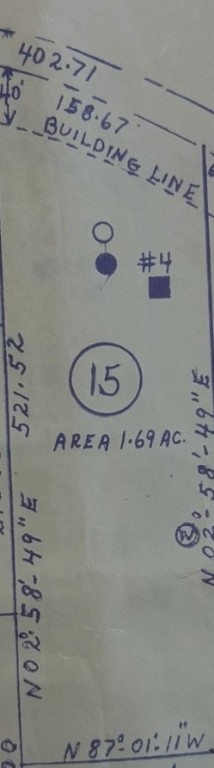 402.71
40'
158.67
BUILDING LINE
#4
15
AREA 1.69 AC.
521.52
N 02°-58'-49"E
N 02°-58'-49"E
W
N 87°-01'-11"W
00